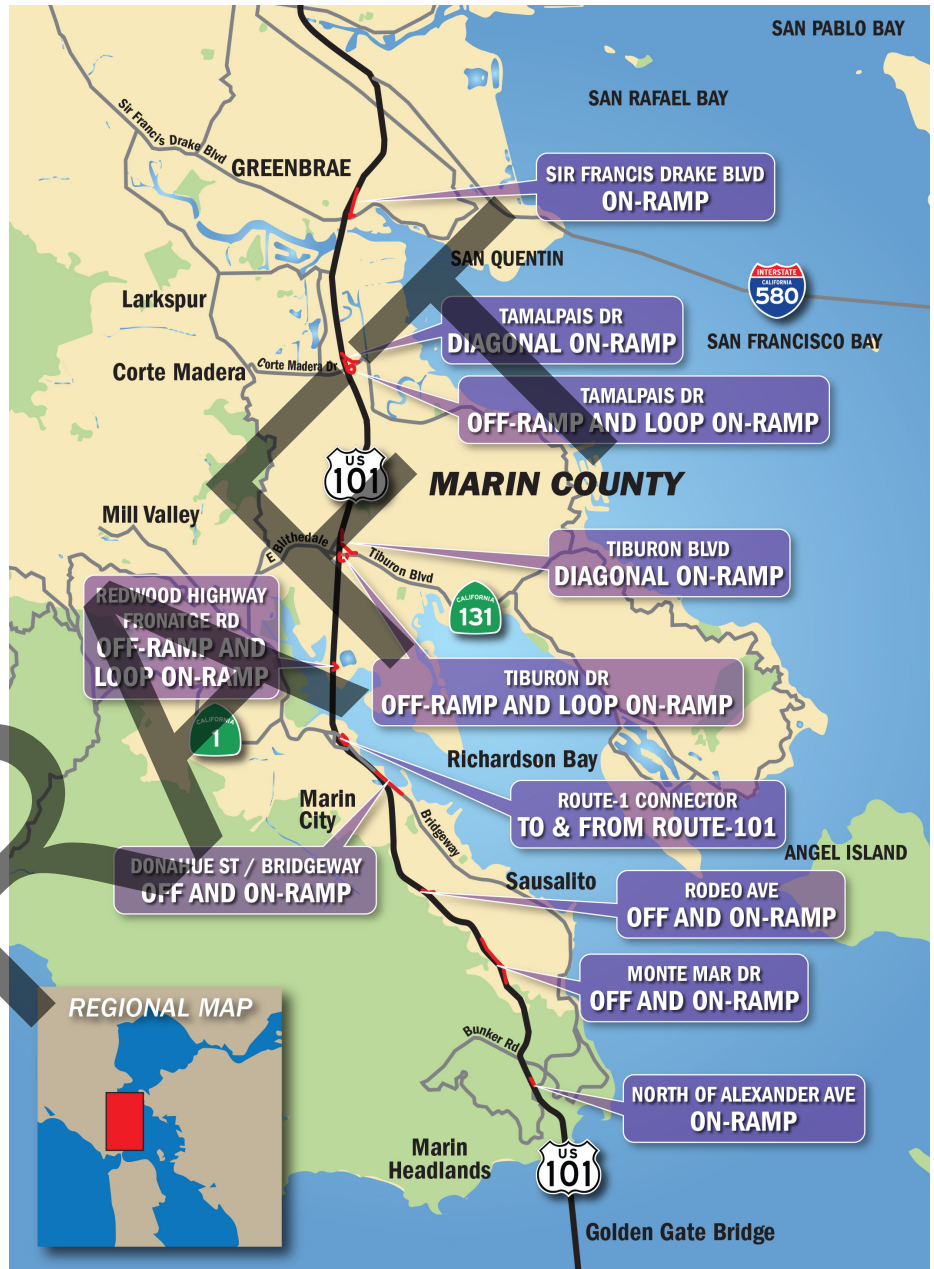 SAN PABLO BAY
SAN RAFAEL BAY
Sir Francis Drake Blvd
GREENBRAE
SIR FRANCIS DRAKE BLVD
ON-RAMP
SAN QUENTIN
INTERSTATE
CALIFORNIA
580
Larkspur
TAMALPAIS DR
DIAGONAL ON-RAMP
SAN FRANCISCO BAY
Corte Madera
Corte Madera Dr
TAMALPAIS DR
OFF-RAMP AND LOOP ON-RAMP
US
101
MARIN COUNTY
Mill Valley
E Blithedale
Tiburon Blvd
TIBURON BLVD
DIAGONAL ON-RAMP
REDWOOD HIGHWAY
FRONATGE RD
OFF-RAMP AND
LOOP ON-RAMP
CALIFORNIA
131
TIBURON DR
OFF-RAMP AND LOOP ON-RAMP
CALIFORNIA
1
Richardson Bay
Marin
City
Bridgeway
ROUTE-1 CONNECTOR
TO & FROM ROUTE-101
ANGEL ISLAND
DONAHUE ST / BRIDGEWAY
OFF AND ON-RAMP
Sausalito
RODEO AVE
OFF AND ON-RAMP
MONTE MAR DR
OFF AND ON-RAMP
REGIONAL MAP
Bunker Rd
NORTH OF ALEXANDER AVE
ON-RAMP
Marin
Headlands
US
101
Golden Gate Bridge
DRAFT